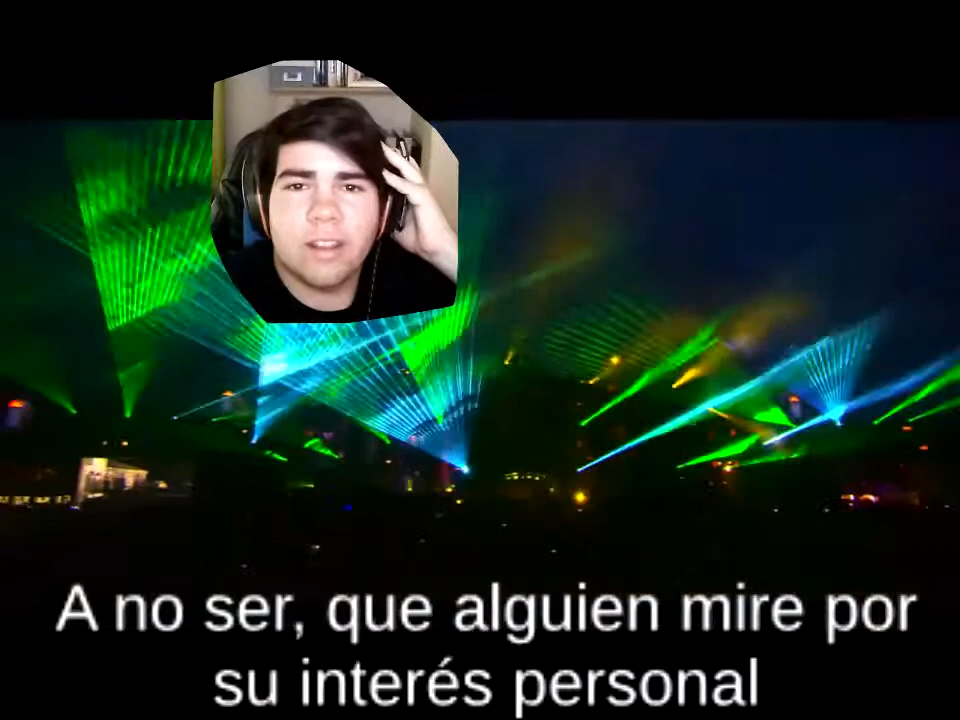 A no ser, que alguien mire por
su interés personal